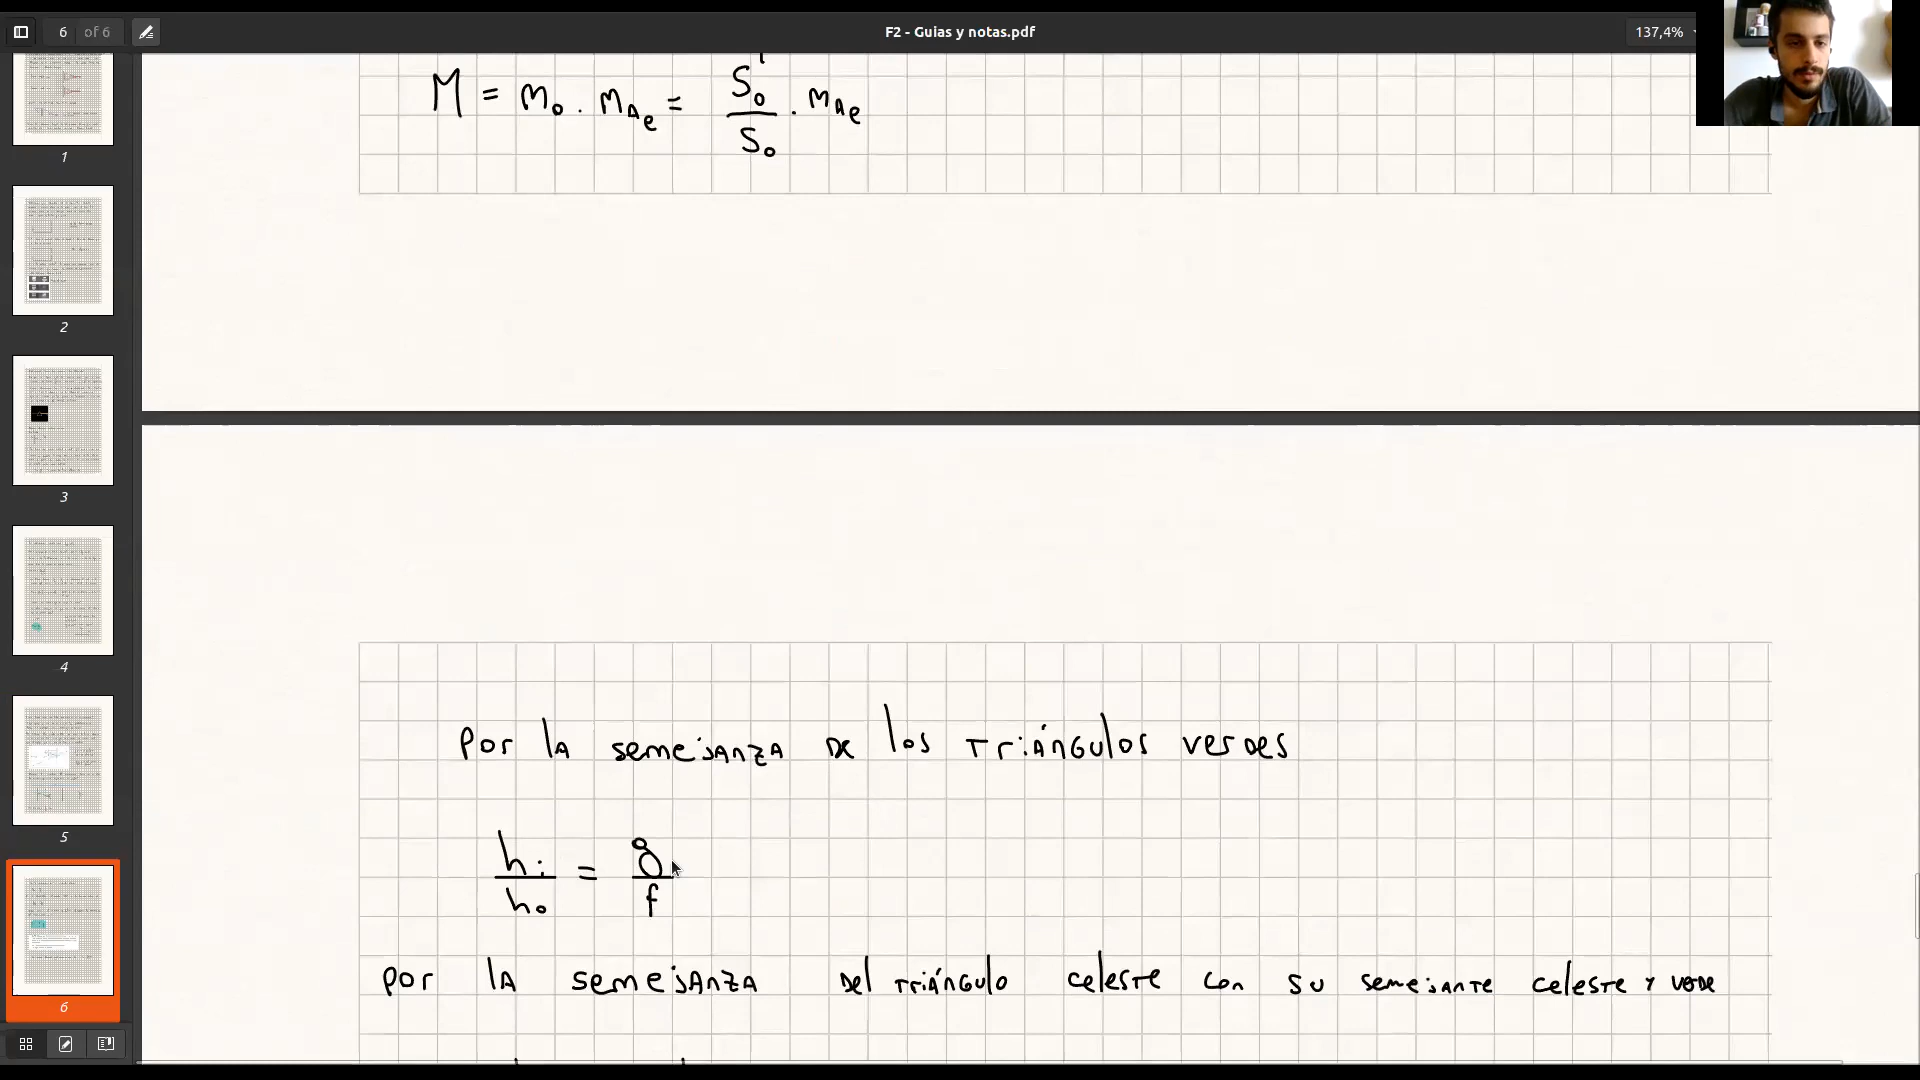 6 of 6
F2 - Guias y notas.pdf
137,4%
M = m₀ . m_Ae = S₀' / S₀ . m_Ae
1
2
3
4
5
6
Por la semejanza de los triángulos verdes
hi / ho = g / f
por la semejanza del triángulo celeste con su semejante celeste y verde